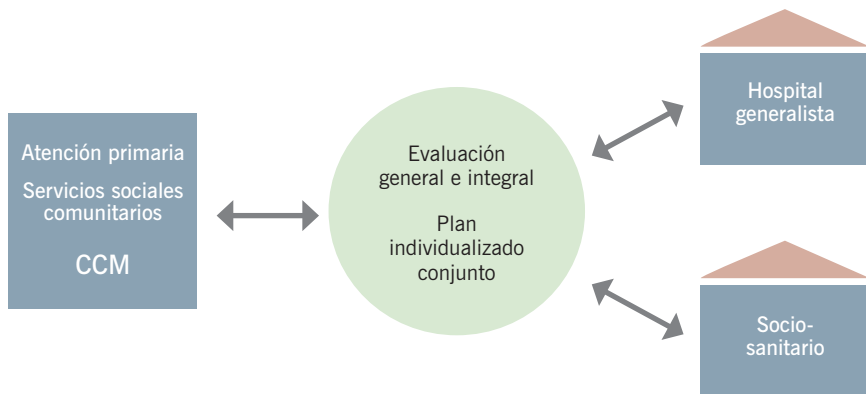 Atención primaria
Servicios sociales
comunitarios
CCM
Evaluación
general e integral
Plan
individualizado
conjunto
Hospital
generalista
Socio-
sanitario